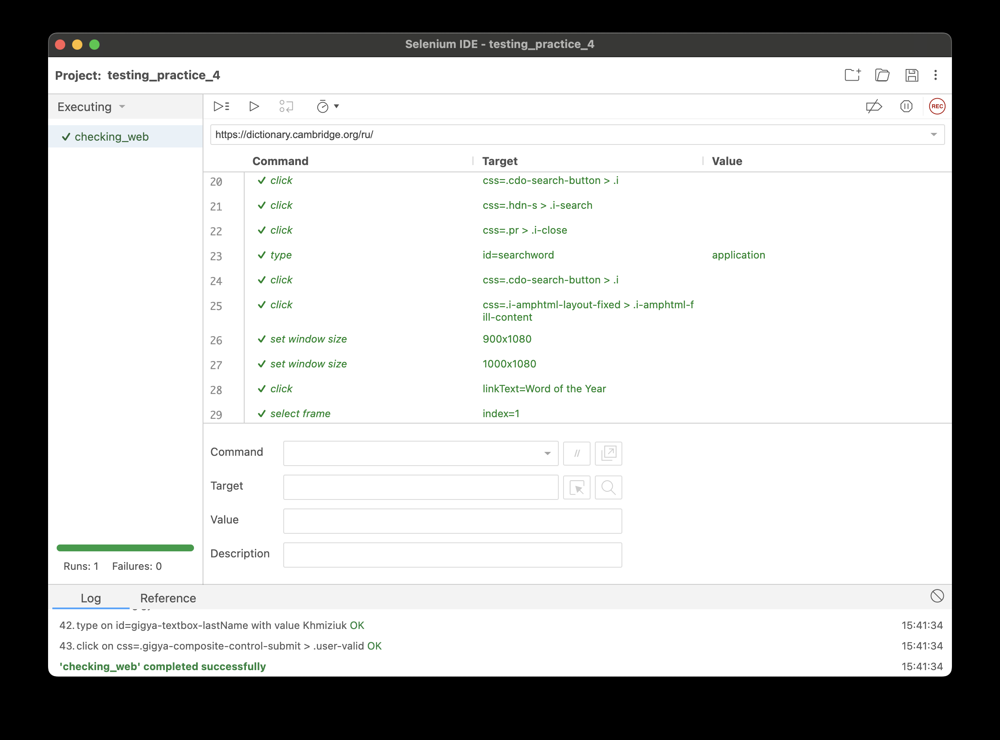 Selenium IDE - testing_practice_4
Project: testing_practice_4
Executing
REC
checking_web
https://dictionary.cambridge.org/ru/
Command Target Value
20 click css=.cdo-search-button > .i
21 click css=.hdn-s > .i-search
22 click css=.pr > .i-close
23 type id=searchword application
24 click css=.cdo-search-button > .i
25 click css=.i-amphtml-layout-fixed > .i-amphtml-f
ill-content
26 set window size 900x1080
27 set window size 1000x1080
28 click linkText=Word of the Year
29 select frame index=1
Command //
Target
Value
Description
Runs: 1 Failures: 0
Log Reference
42. type on id=gigya-textbox-lastName with value Khmiziuk OK 15:41:34
43. click on css=.gigya-composite-control-submit > .user-valid OK 15:41:34
'checking_web' completed successfully 15:41:34